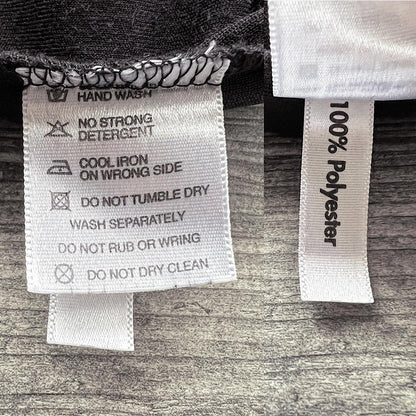 HAND WASH
NO STRONG
DETERGENT
COOL IRON
ON WRONG SIDE
DO NOT TUMBLE DRY
WASH SEPARATELY
DO NOT RUB OR WRING
DO NOT DRY CLEAN
100% Polyester